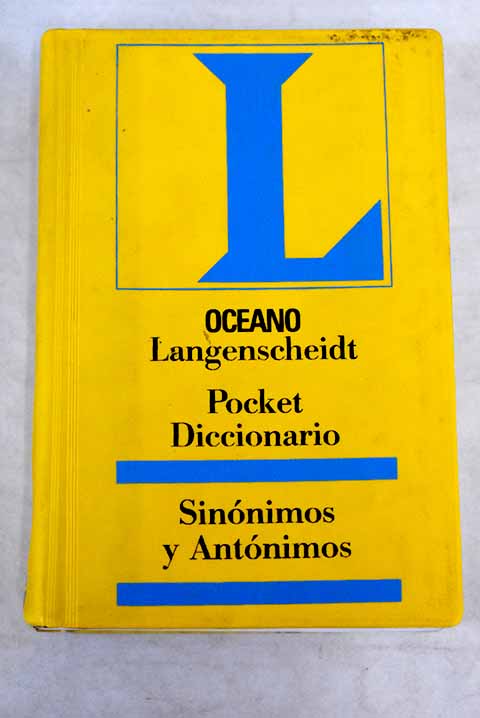 L
OCEANO
Langenscheidt
Pocket
Diccionario
Sinónimos
y Antónimos